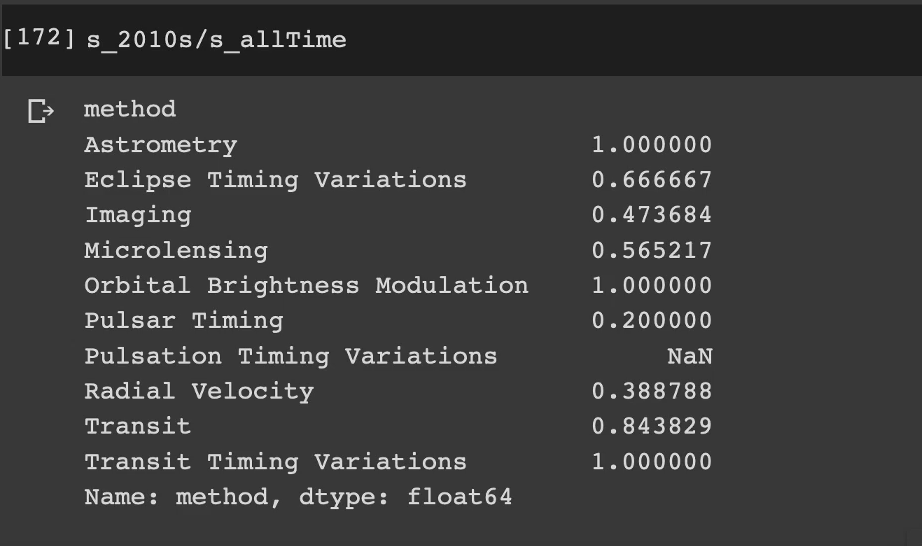 [172] s_2010s/s_allTime
method
Astrometry 1.000000
Eclipse Timing Variations 0.666667
Imaging 0.473684
Microlensing 0.565217
Orbital Brightness Modulation 1.000000
Pulsar Timing 0.200000
Pulsation Timing Variations NaN
Radial Velocity 0.388788
Transit 0.843829
Transit Timing Variations 1.000000
Name: method, dtype: float64